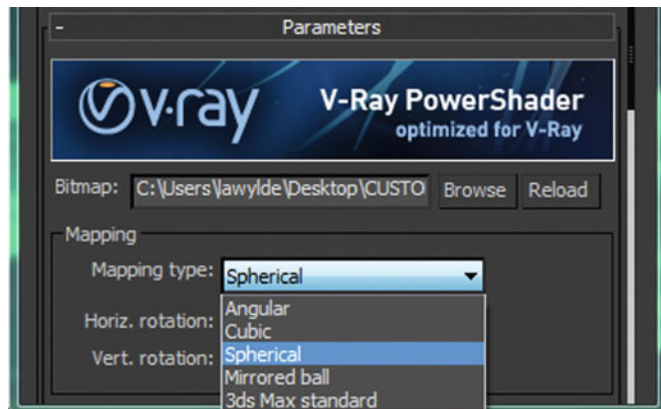 - Parameters
v·ray V-Ray PowerShader
optimized for V-Ray
Bitmap: C:\Users\lawylde\Desktop\CUSTO Browse Reload
Mapping
Mapping type: Spherical
Angular
Horiz. rotation: Cubic
Vert. rotation: Spherical
Mirrored ball
3ds Max standard